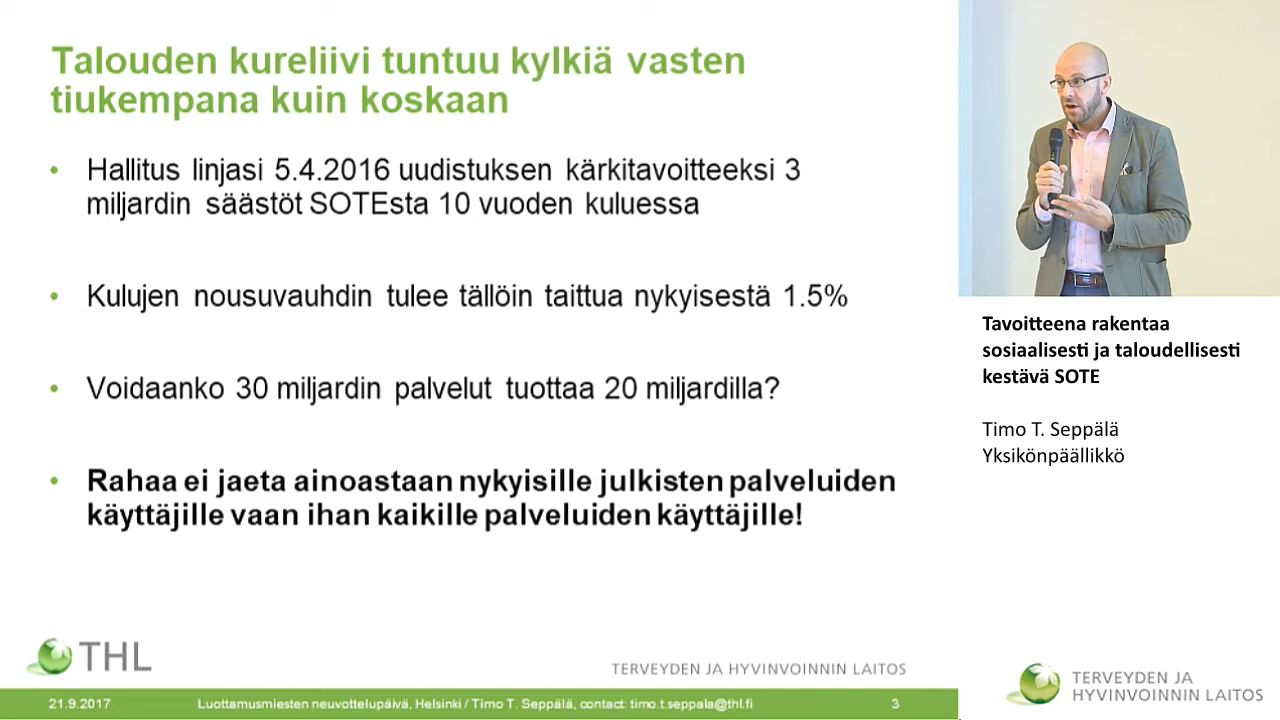 Talouden kureliivi tuntuu kylkiä vasten
tiukempana kuin koskaan
• Hallitus linjasi 5.4.2016 uudistuksen kärkitavoitteeksi 3
miljardin säästöt SOTEsta 10 vuoden kuluessa
• Kulujen nousuvauhdin tulee tällöin taittua nykyisestä 1.5%
• Voidaanko 30 miljardin palvelut tuottaa 20 miljardilla?
• Rahaa ei jaeta ainoastaan nykyisille julkisten palveluiden
käyttäjille vaan ihan kaikille palveluiden käyttäjille!
THL
TERVEYDEN JA HYVINVOINNIN LAITOS
21.9.2017 Luottamusmiesten neuvottelupäivä, Helsinki / Timo T. Seppälä, contact: timo.t.seppala@thl.fi 3
Tavoitteena rakentaa
sosiaalisesti ja taloudellisesti
kestävä SOTE
Timo T. Seppälä
Yksikönpäällikkö
TERVEYDEN JA
HYVINVOINNIN LAITOS